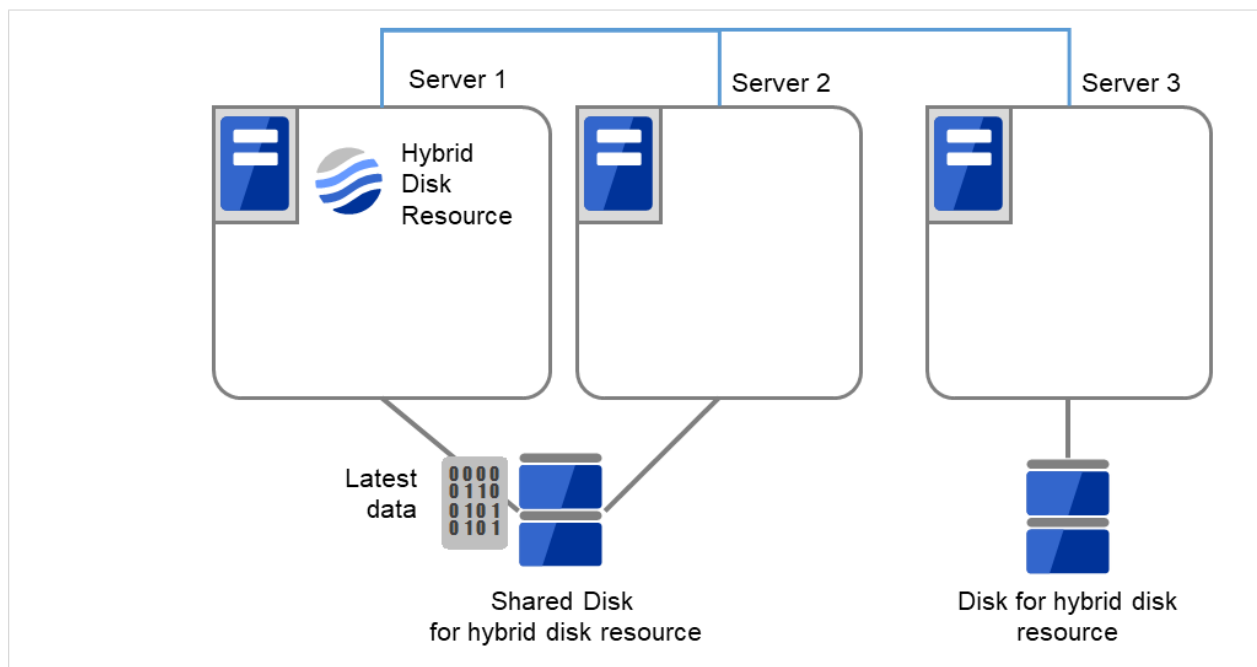 Server 1
Server 2
Server 3
Hybrid
Disk
Resource
Latest
data
0000
0110
0101
0101
Shared Disk
for hybrid disk resource
Disk for hybrid disk
resource